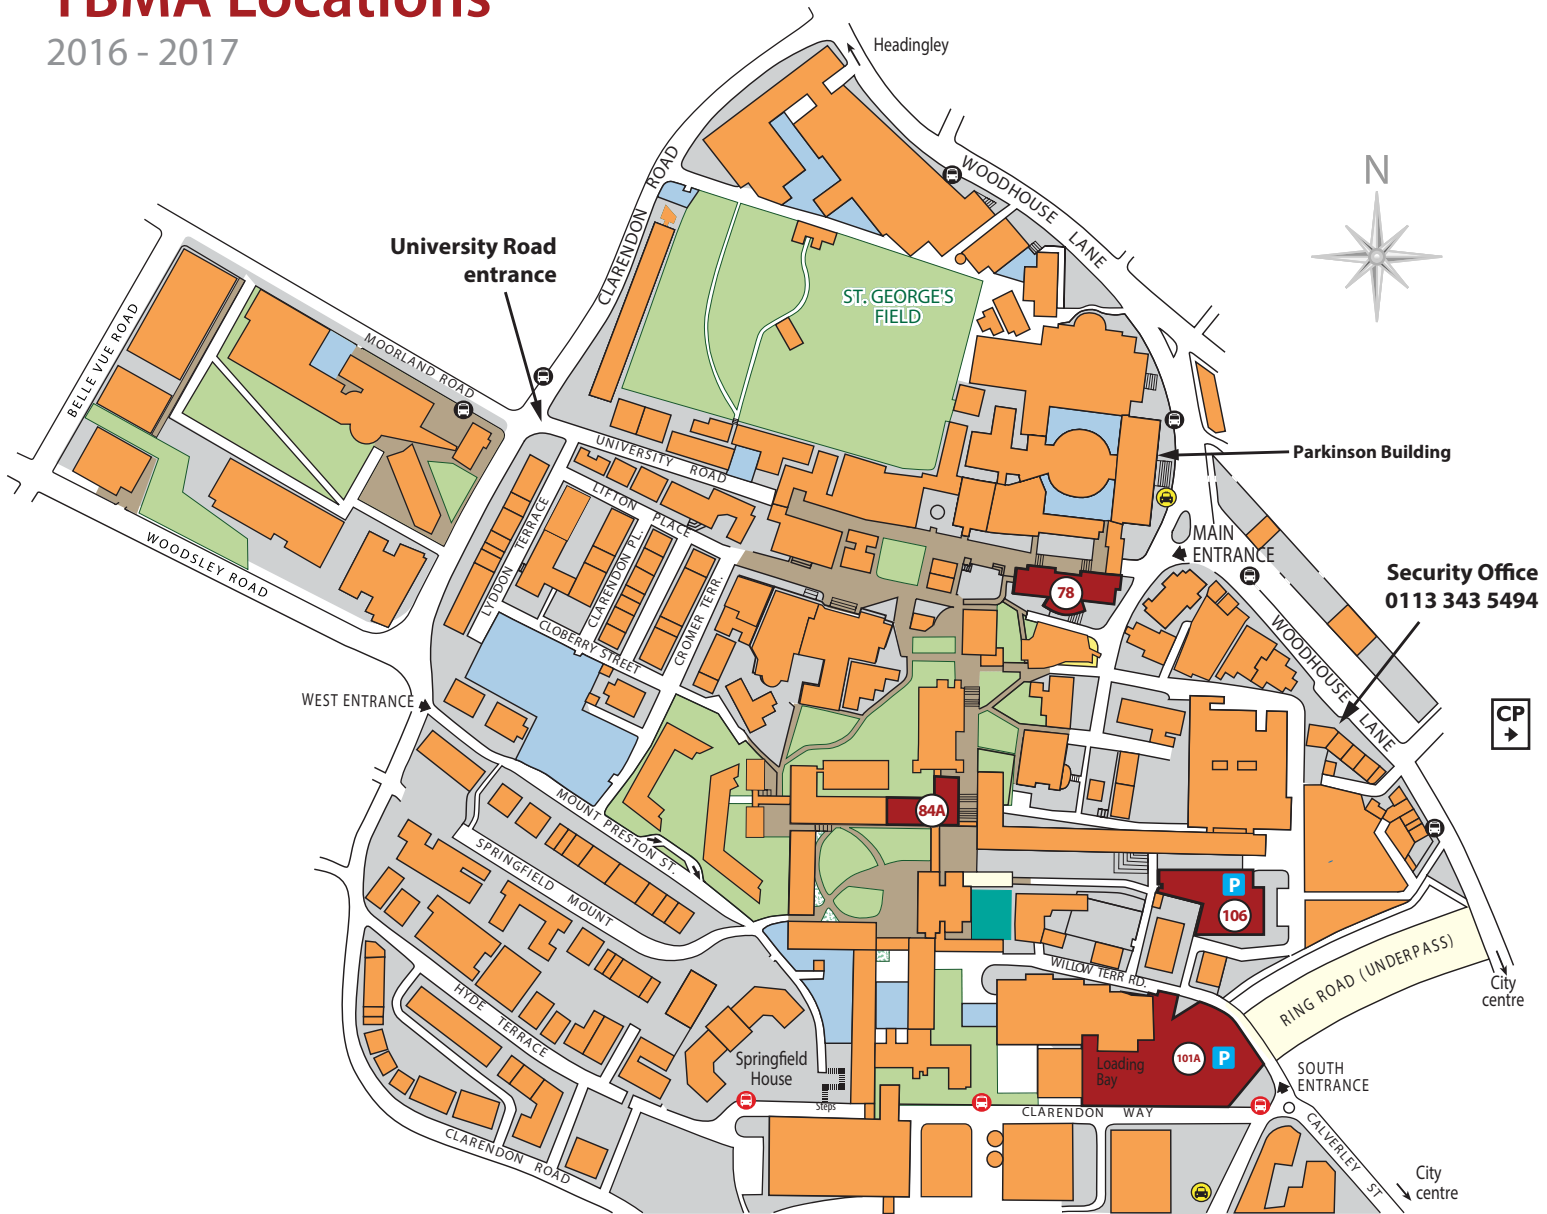 TBMA Locations
2016 - 2017
Headingley
N
WOODHOUSE LANE
CLARENDON ROAD
University Road
entrance
ST. GEORGE'S
FIELD
BELLE VUE ROAD
MOORLAND ROAD
UNIVERSITY ROAD
Parkinson Building
LIFTON PLACE
MAIN
ENTRANCE
WOODSLEY ROAD
LYDDON TERRACE
CLARENDON PL.
CROMER TERR.
CLOBERRY STREET
78
Security Office
0113 343 5494
WOODHOUSE LANE
WEST ENTRANCE
CP
MOUNT PRESTON ST.
84A
SPRINGFIELD MOUNT
P
106
WILLOW TERR RD.
RING ROAD (UNDERPASS)
City
centre
HYDE TERRACE
Springfield
House
Steps
Loading
Bay
101A
P
SOUTH
ENTRANCE
CLARENDON WAY
CALVERLEY ST
CLARENDON ROAD
City
centre